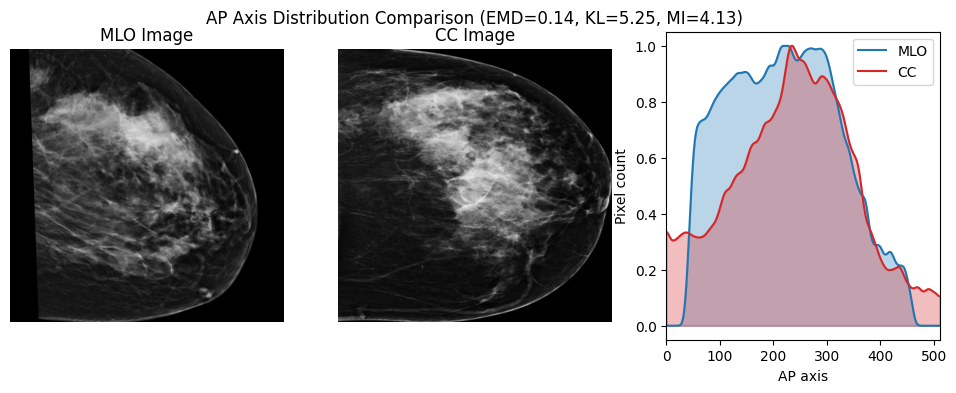 AP Axis Distribution Comparison (EMD=0.14, KL=5.25, MI=4.13)
MLO Image
CC Image
MLO
CC
Pixel count
1.0
0.8
0.6
0.4
0.2
0.0
0 100 200 300 400 500
AP axis